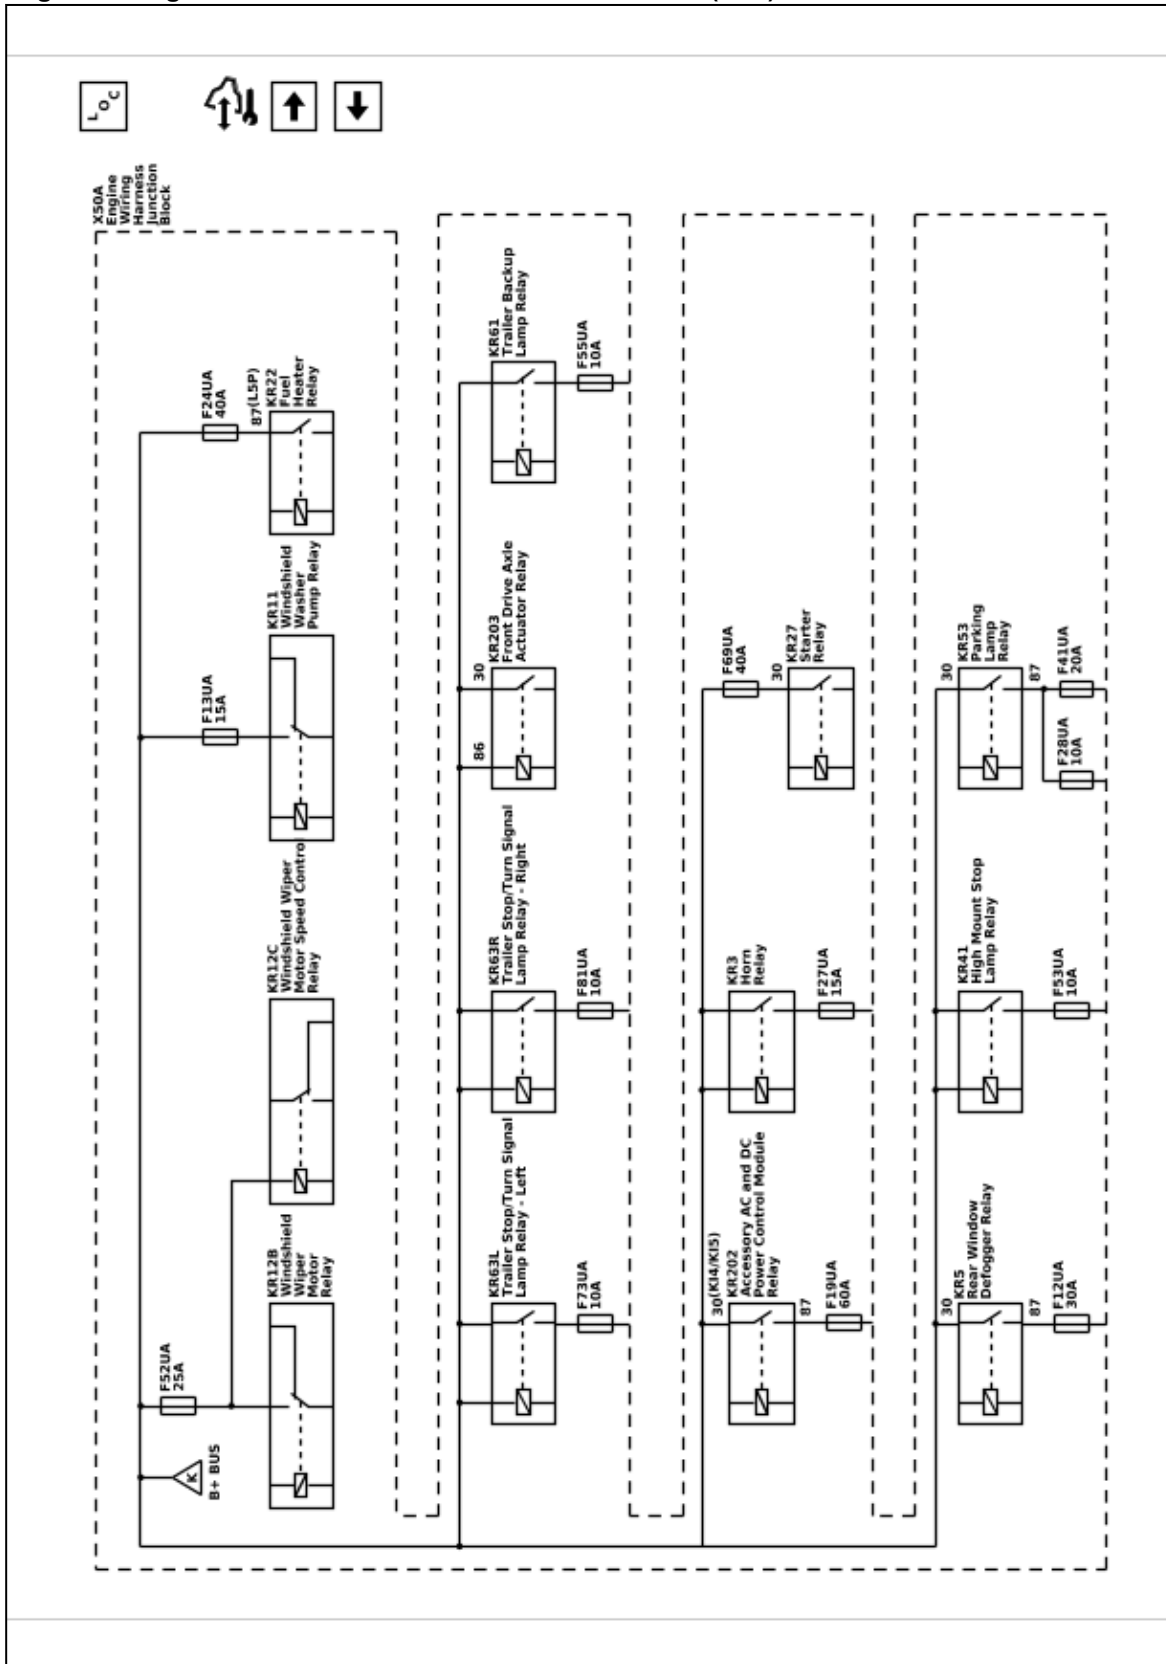 LOC
X50A
Engine
Wiring
Harness
Junction
Block
F24UA
40A
87(L5P)
KR22
Fuel
Heater
Relay
F13UA
15A
KR11
Windshield
Washer
Pump Relay
KR12C
Windshield Wiper
Motor Speed Control
Relay
F52UA
25A
KR12B
Windshield
Wiper
Motor
Relay
K
B+ BUS
KR61
Trailer Backup
Lamp Relay
F55UA
10A
KR203
Front Drive Axle
Actuator Relay
30
86
KR63R
Trailer Stop/Turn Signal
Lamp Relay - Right
F81UA
10A
KR63L
Trailer Stop/Turn Signal
Lamp Relay - Left
F73UA
10A
F69UA
40A
30
KR27
Starter
Relay
KR3
Horn
Relay
F27UA
15A
30(KI4/KI5)
KR202
Accessory AC and DC
Power Control Module
Relay
87
F19UA
60A
30
KR53
Parking
Lamp
Relay
87
F41UA
20A
F28UA
10A
KR41
High Mount Stop
Lamp Relay
F53UA
10A
30
KR5
Rear Window
Defogger Relay
87
F12UA
30A